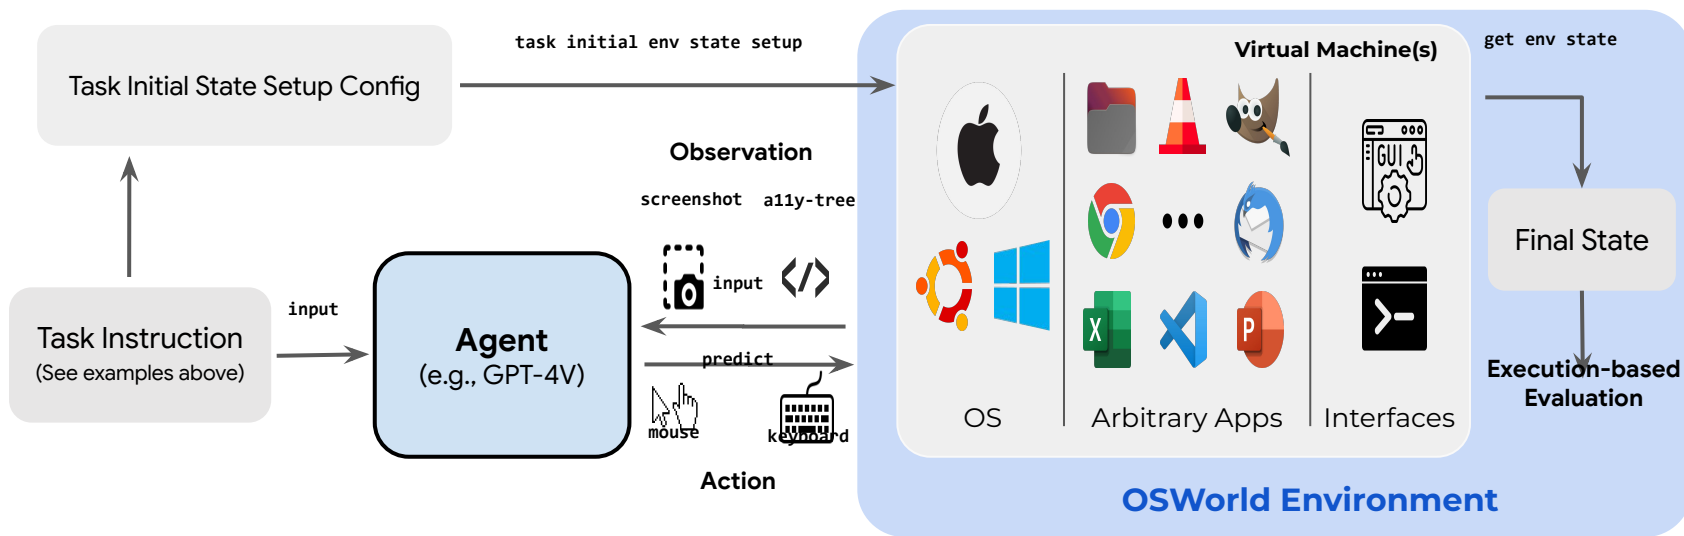 task initial env state setup
Task Initial State Setup Config
Virtual Machine(s)
get env state
Observation
screenshot
a11y-tree
GUI
input
Final State
input
Task Instruction
(See examples above)
Agent
(e.g., GPT-4V)
predict
mouse
keyboard
Action
X
P
OS
Arbitrary Apps
Interfaces
Execution-based
Evaluation
OSWorld Environment